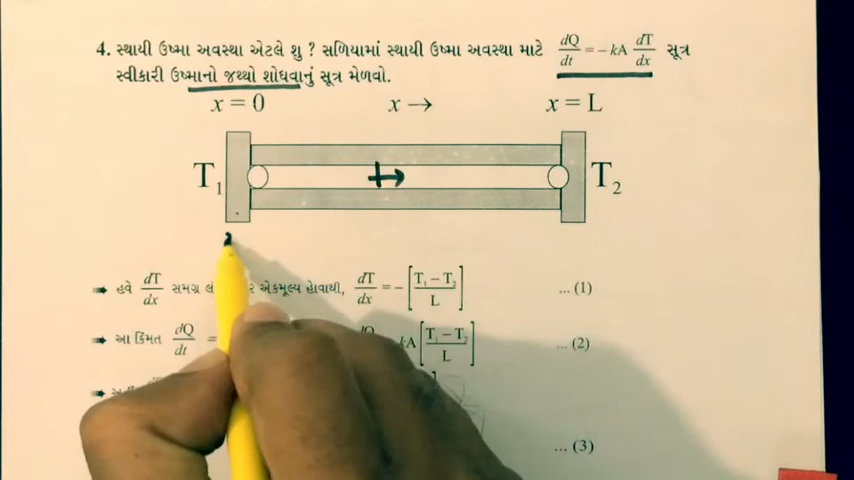 4. સ્થાયી ઉષ્મા અવસ્થા એટલે શુ ? સળિયામાં સ્થાયી ઉષ્મા અવસ્થા માટે dQ/dt = - kA dT/dx સૂત્ર
સ્વીકારી ઉષ્માનો જથ્થો શોધવાનું સૂત્ર મેળવો.
x = 0 x → x = L
T₁ T₂
હવે dT/dx સમગ્ર એકમૂલ્ય હોવાથી, dT/dx = - [T₁ - T₂ / L] ... (1)
આ કિંમત dQ/dt = kA [T₁ - T₂ / L] ... (2)
... (3)